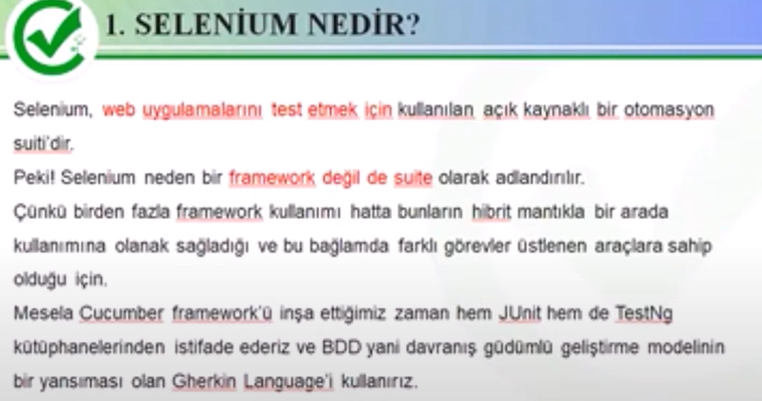 1. SELENİUM NEDİR?
Selenium, web uygulamalarını test etmek için kullanılan açık kaynaklı bir otomasyon
suiti'dir.
Peki! Selenium neden bir framework değil de suite olarak adlandırılır.
Çünkü birden fazla framework kullanımı hatta bunların hibrit mantıkla bir arada
kullanımına olanak sağladığı ve bu bağlamda farklı görevler üstlenen araçlara sahip
olduğu için.
Mesela Cucumber framework'ü inşa ettiğimiz zaman hem JUnit hem de TestNg
kütüphanelerinden istifade ederiz ve BDD yani davranış güdümlü geliştirme modelinin
bir yansıması olan Gherkin Language'i kullanırız.